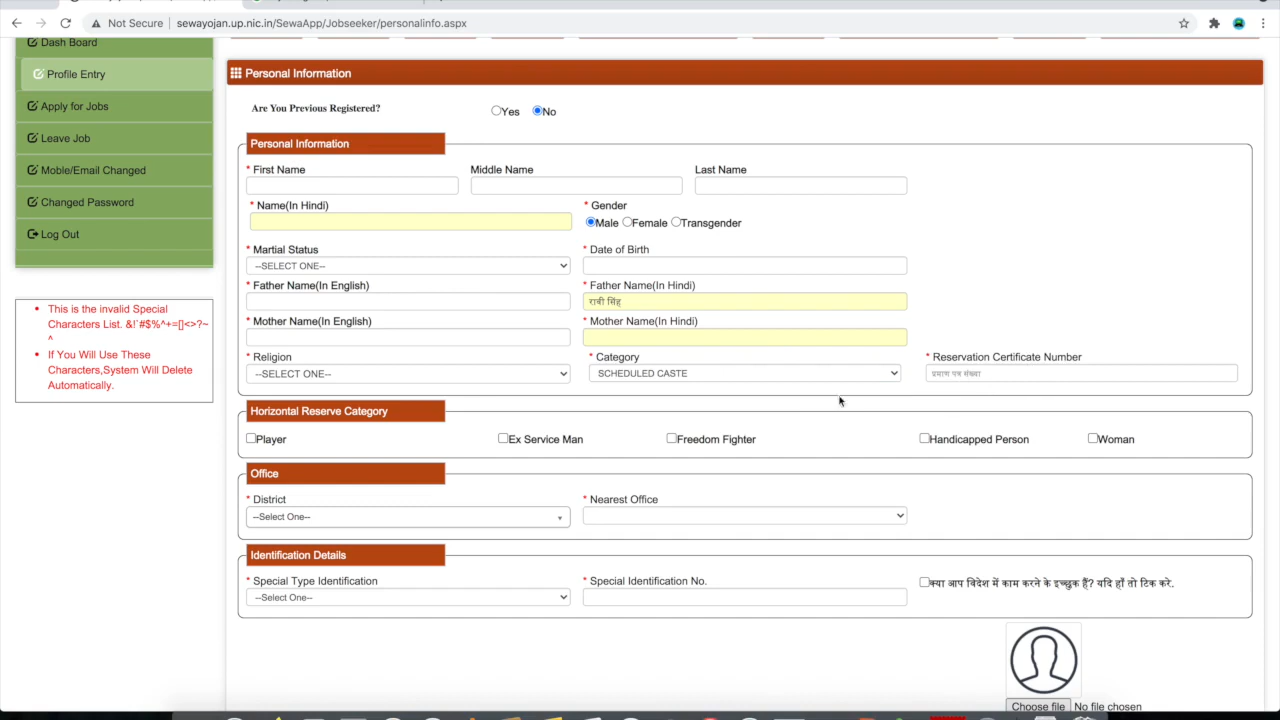 Not Secure sewayojan.up.nic.in/SewaApp/Jobseeker/personalinfo.aspx
Dash Board
Profile Entry
Apply for Jobs
Leave Job
Moble/Email Changed
Changed Password
Log Out
This is the invalid Special
Characters List. &!`#$%^+=[]<>?~
^
If You Will Use These
Characters,System Will Delete
Automatically.
Personal Information
Are You Previous Registered? Yes No
Personal Information
* First Name Middle Name Last Name
* Name(In Hindi) * Gender
Male Female Transgender
* Martial Status * Date of Birth
--SELECT ONE--
* Father Name(In English) * Father Name(In Hindi)
राबी सिंह
* Mother Name(In English) * Mother Name(In Hindi)
* Religion * Category * Reservation Certificate Number
--SELECT ONE-- SCHEDULED CASTE प्रमाण पत्र संख्या
Horizontal Reserve Category
Player Ex Service Man Freedom Fighter Handicapped Person Woman
Office
* District * Nearest Office
--Select One--
Identification Details
* Special Type Identification * Special Identification No. क्या आप विदेश में काम करने के इच्छुक हैं? यदि हाँ तो टिक करे.
--Select One--
Choose file No file chosen